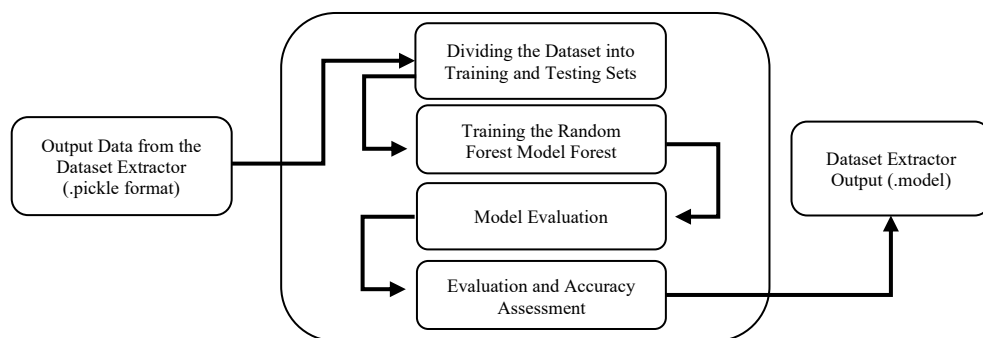 Output Data from the
Dataset Extractor
(.pickle format)
Dividing the Dataset into
Training and Testing Sets
Training the Random
Forest Model Forest
Model Evaluation
Evaluation and Accuracy
Assessment
Dataset Extractor
Output (.model)